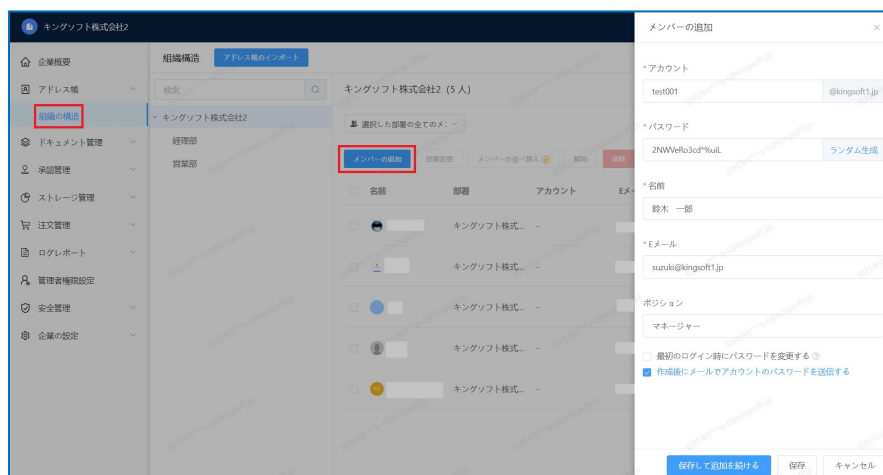 キングソフト株式会社2
企業概要
アドレス帳
組織の構造
ドキュメント管理
承認管理
ストレージ管理
注文管理
ログレポート
管理者権限設定
安全管理
企業の設定
組織構造 アドレス帳のインポート
検索
キングソフト株式会社2
経理部
営業部
キングソフト株式会社2 (5人)
選択した部署の全てのメ:
メンバーの追加 部署変更 メンバーの並べ替え 解除 削除
名前 部署 アカウント Eメ-
キングソフト株式... -
キングソフト株式... -
キングソフト株式... -
キングソフト株式... -
キングソフト株式... -
メンバーの追加 ×
* アカウント
test001 @kingsoft1.jp
* パスワード
2NWVeRo3cd*%uiL ランダム生成
* 名前
鈴木 一郎
* Eメール
suzuki@kingsoft1.jp
ポジション
マネージャー
最初のログイン時にパスワードを変更する
作成後にメールでアカウントのパスワードを送信する
保存して追加を続ける 保存 キャンセル